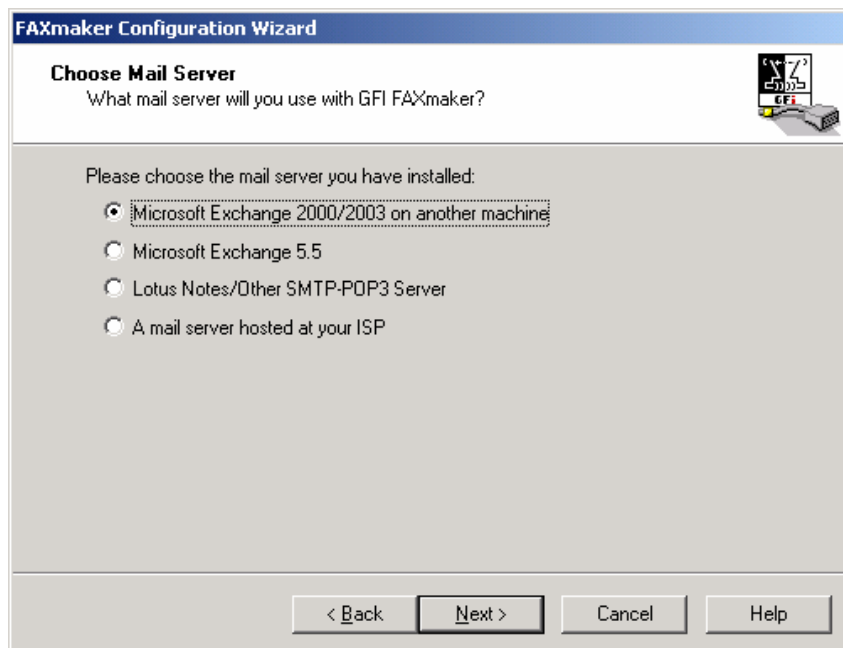 FAXmaker Configuration Wizard
Choose Mail Server
What mail server will you use with GFI FAXmaker?
GFi
Please choose the mail server you have installed:
Microsoft Exchange 2000/2003 on another machine
Microsoft Exchange 5.5
Lotus Notes/Other SMTP-POP3 Server
A mail server hosted at your ISP
< Back Next > Cancel Help